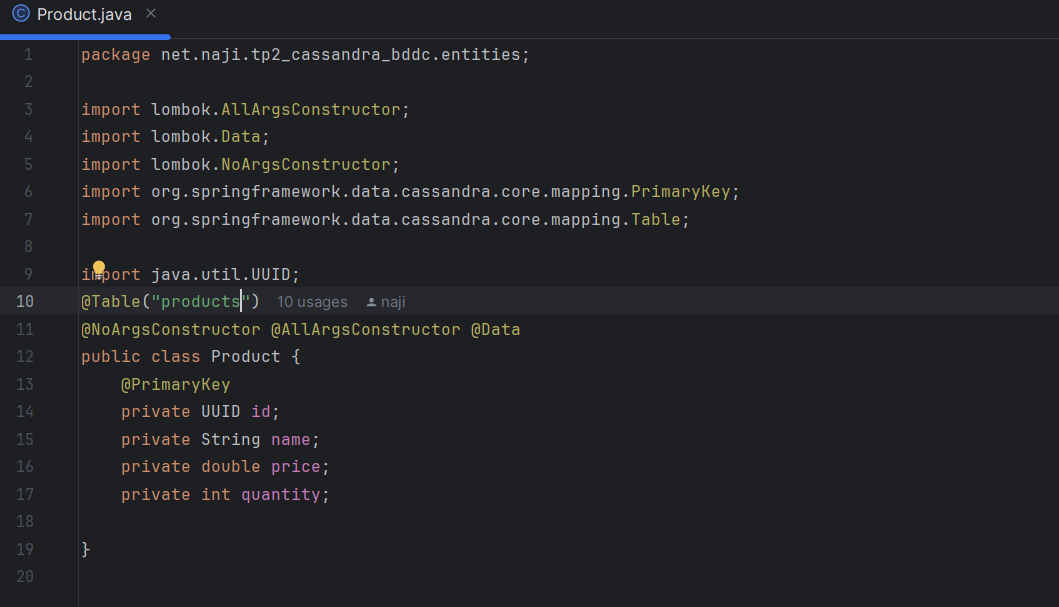 Product.java
1 package net.naji.tp2_cassandra_bddc.entities;
2
3 import lombok.AllArgsConstructor;
4 import lombok.Data;
5 import lombok.NoArgsConstructor;
6 import org.springframework.data.cassandra.core.mapping.PrimaryKey;
7 import org.springframework.data.cassandra.core.mapping.Table;
8
9 import java.util.UUID;
10 @Table("products") 10 usages naji
11 @NoArgsConstructor @AllArgsConstructor @Data
12 public class Product {
13     @PrimaryKey
14     private UUID id;
15     private String name;
16     private double price;
17     private int quantity;
18
19 }
20